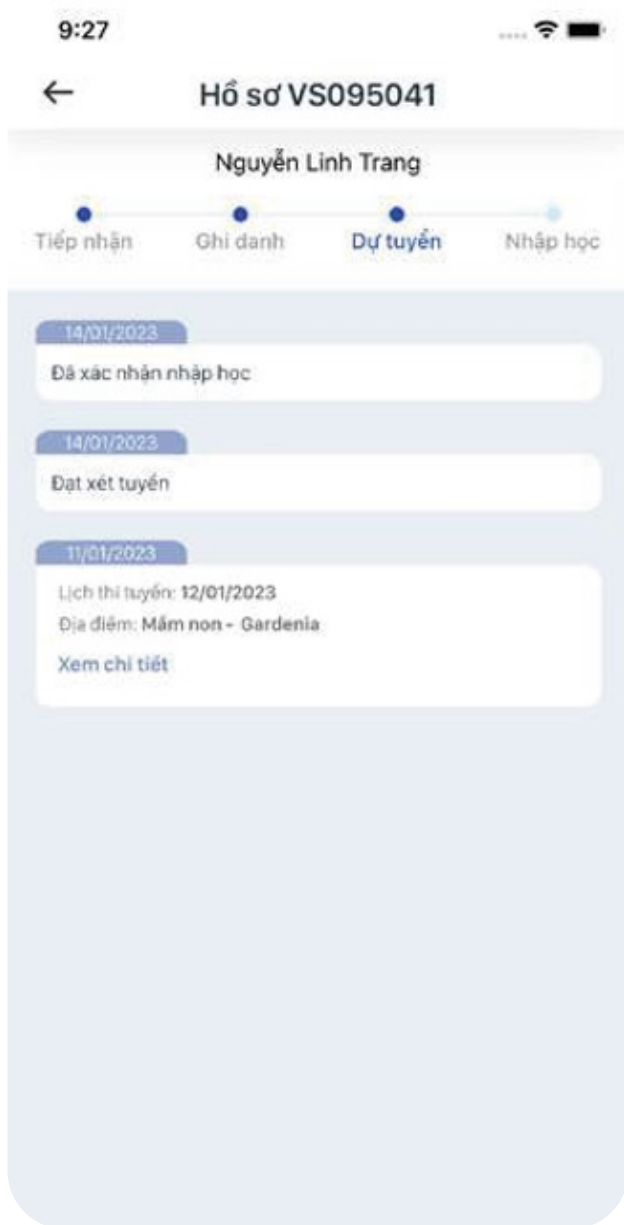 9:27
Hồ sơ VS095041
Nguyễn Linh Trang
Tiếp nhận Ghi danh Dự tuyển Nhập học
14/01/2023
Đã xác nhận nhập học
14/01/2023
Đạt xét tuyển
11/01/2023
Lịch thi tuyển: 12/01/2023
Địa điểm: Mầm non - Gardenia
Xem chi tiết